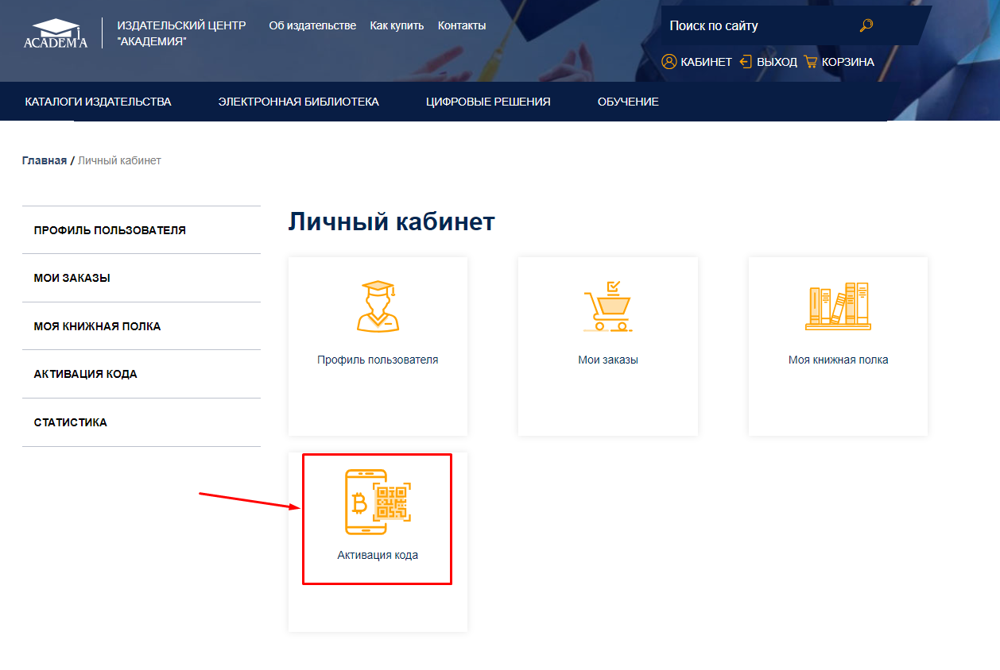 ACADEMIA
ИЗДАТЕЛЬСКИЙ ЦЕНТР
"АКАДЕМИЯ"
Об издательстве Как купить Контакты
Поиск по сайту
КАБИНЕТ ВЫХОД КОРЗИНА
КАТАЛОГИ ИЗДАТЕЛЬСТВА ЭЛЕКТРОННАЯ БИБЛИОТЕКА ЦИФРОВЫЕ РЕШЕНИЯ ОБУЧЕНИЕ
Главная / Личный кабинет
ПРОФИЛЬ ПОЛЬЗОВАТЕЛЯ
МОИ ЗАКАЗЫ
МОЯ КНИЖНАЯ ПОЛКА
АКТИВАЦИЯ КОДА
СТАТИСТИКА
Личный кабинет
Профиль пользователя
Мои заказы
Моя книжная полка
Активация кода